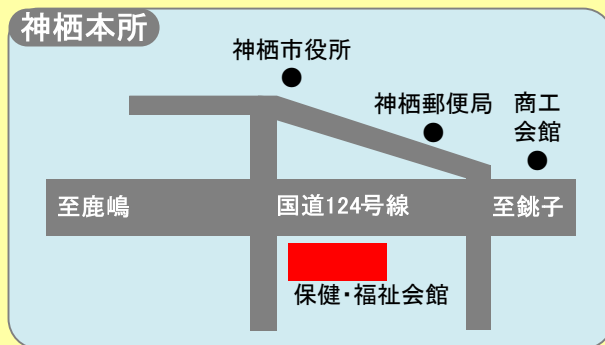 神栖本所
神栖市役所
神栖郵便局
商工
会館
至鹿嶋
国道124号線
至銚子
保健・福祉会館